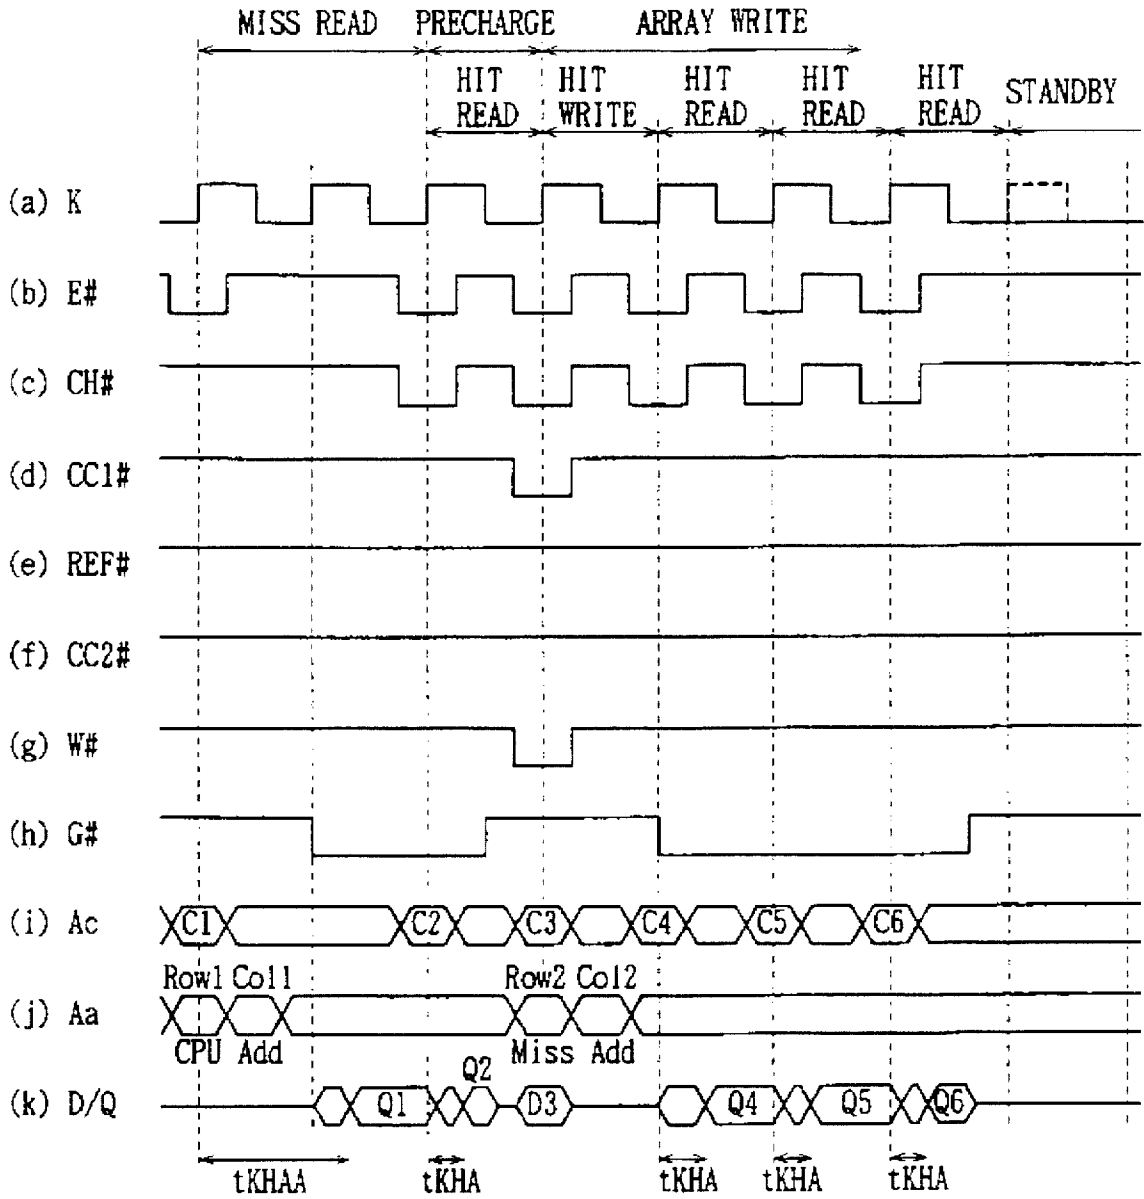 MISS READ PRECHARGE ARRAY WRITE
HIT READ HIT WRITE HIT READ HIT READ HIT READ STANDBY
(a) K
(b) E#
(c) CH#
(d) CC1#
(e) REF#
(f) CC2#
(g) W#
(h) G#
(i) Ac C1 C2 C3 C4 C5 C6
Row1 Col1 Row2 Col2
(j) Aa
CPU Add Miss Add
Q2
(k) D/Q Q1 D3 Q4 Q5 Q6
tKHAA tKHA tKHA tKHA tKHA